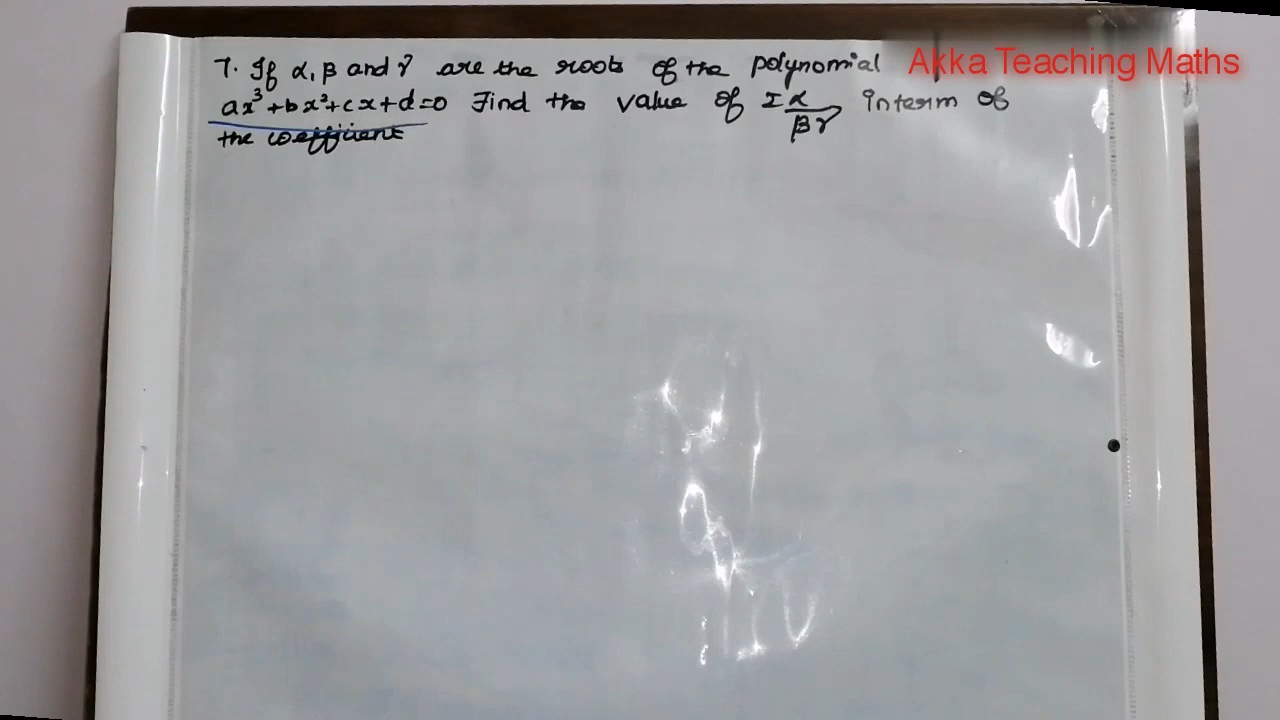 7. If α, β and γ are the roots of the polynomial
Akka Teaching Maths
ax³+bx²+cx+d=0 Find the value of Σ α/βγ interm of
the coefficient